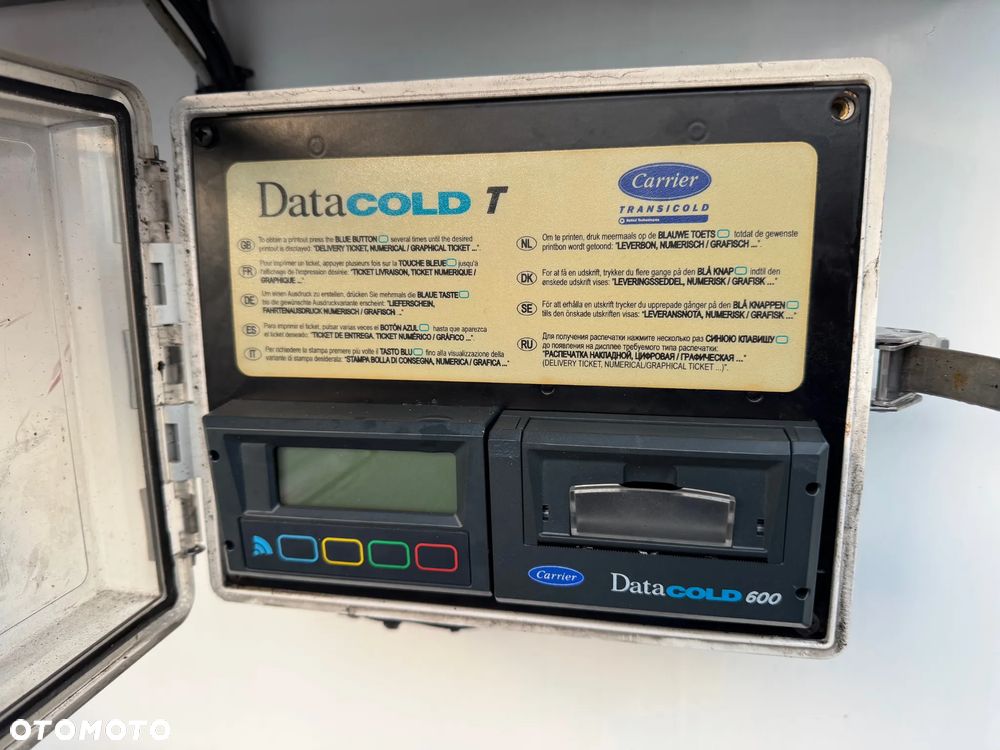 DataCOLD T
Carrier
TRANSICOLD
United Technologies
GB To obtain a printout press the BLUE BUTTON several times until the desired
printout is displayed: "DELIVERY TICKET, NUMERICAL / GRAPHICAL TICKET ...".
FR Pour imprimer un ticket, appuyer plusieurs fois sur la TOUCHE BLEUE jusqu'à
l'affichage de l'impression désirée: "TICKET LIVRAISON, TICKET NUMERIQUE /
GRAPHIQUE ...".
DE Um einen Ausdruck zu erstellen, drücken Sie mehrmals die BLAUE TASTE
bis die gewünschte Ausdruckvariante erscheint: "LIEFERSCHEIN,
FAHRTENAUSDRUCK NUMERISCH / GRAFISCH ...".
ES Para imprimir el ticket, pulsar varias veces el BOTÓN AZUL hasta que aparezca
el ticket deseado: "TICKET DE ENTREGA, TICKET NUMÉRICO / GRÁFICO ...".
IT Per richiedere la stampa premere più volte il TASTO BLU fino alla visualizzazione della
variante di stampa desiderata: "STAMPA BOLLA DI CONSEGNA, NUMERICA / GRAFICA ..."
NL Om te printen, druk meermaals op de BLAUWE TOETS totdat de gewenste
printbon wordt getoond: "LEVERBON, NUMERISCH / GRAFISCH ...".
DK For at få en udskrift, trykker du flere gange på den BLÅ KNAP indtil den
ønskede udskrift vises: "LEVERINGSSEDDEL, NUMERISK / GRAFISK ...".
SE För att erhålla en utskrift trycker du upprepade gånger på den BLÅ KNAPPEN
tills den önskade utskriften visas: "LEVERANSNOTA, NUMERISK / GRAFISK ...".
RU Для получения распечатки нажмите несколько раз СИНЮЮ КЛАВИШУ
до появления на дисплее требуемого типа распечатки:
"РАСПЕЧАТКА НАКЛАДНОЙ, ЦИФРОВАЯ / ГРАФИЧЕСКАЯ ..."
(DELIVERY TICKET, NUMERICAL/GRAPHICAL TICKET ...)".
Carrier
DataCOLD 600
OTOMOTO